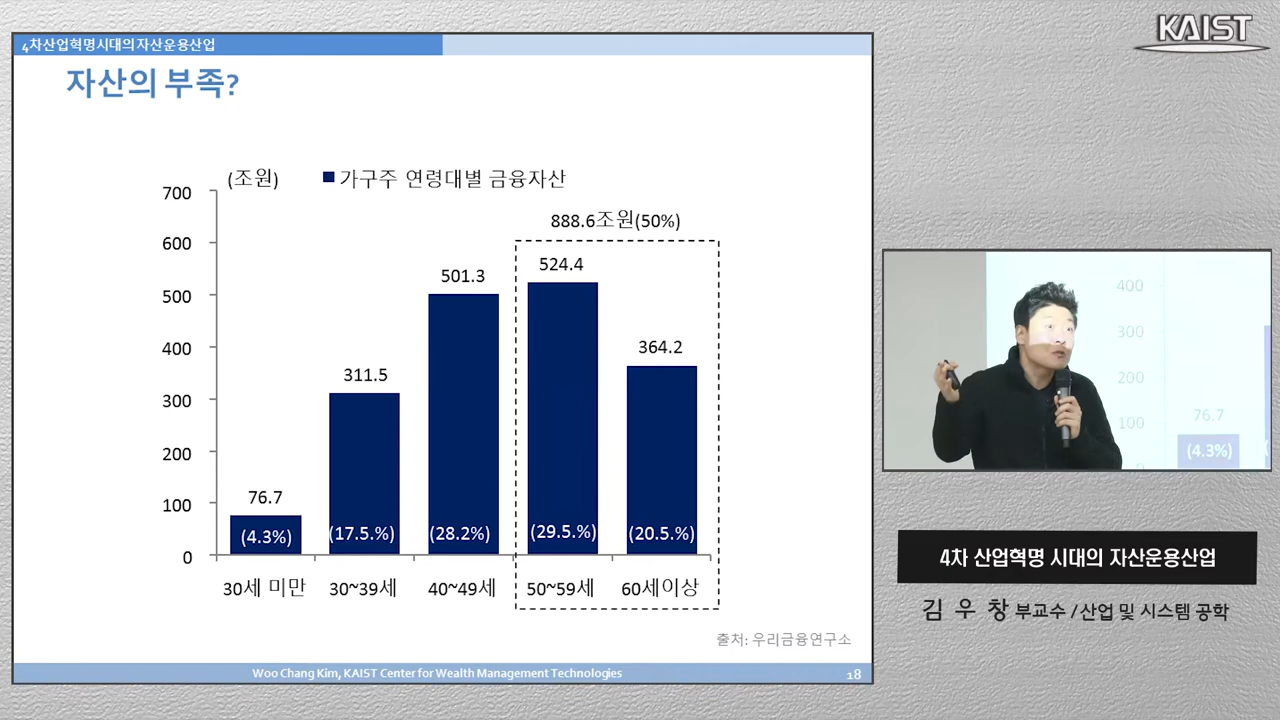 4차산업혁명시대의자산운용산업
자산의 부족?
(조원)
가구주 연령대별 금융자산
700
600
500
400
300
200
100
0
888.6조원(50%)
76.7
311.5
501.3
524.4
364.2
(4.3%)
(17.5.%)
(28.2%)
(29.5.%)
(20.5.%)
30세 미만
30~39세
40~49세
50~59세
60세이상
출처: 우리금융연구소
Woo Chang Kim, KAIST Center for Wealth Management Technologies
18
KAIST
400
300
200
100
0
76.7
(4.3%)
4차 산업혁명 시대의 자산운용산업
김 우 창 부교수 / 산업 및 시스템 공학